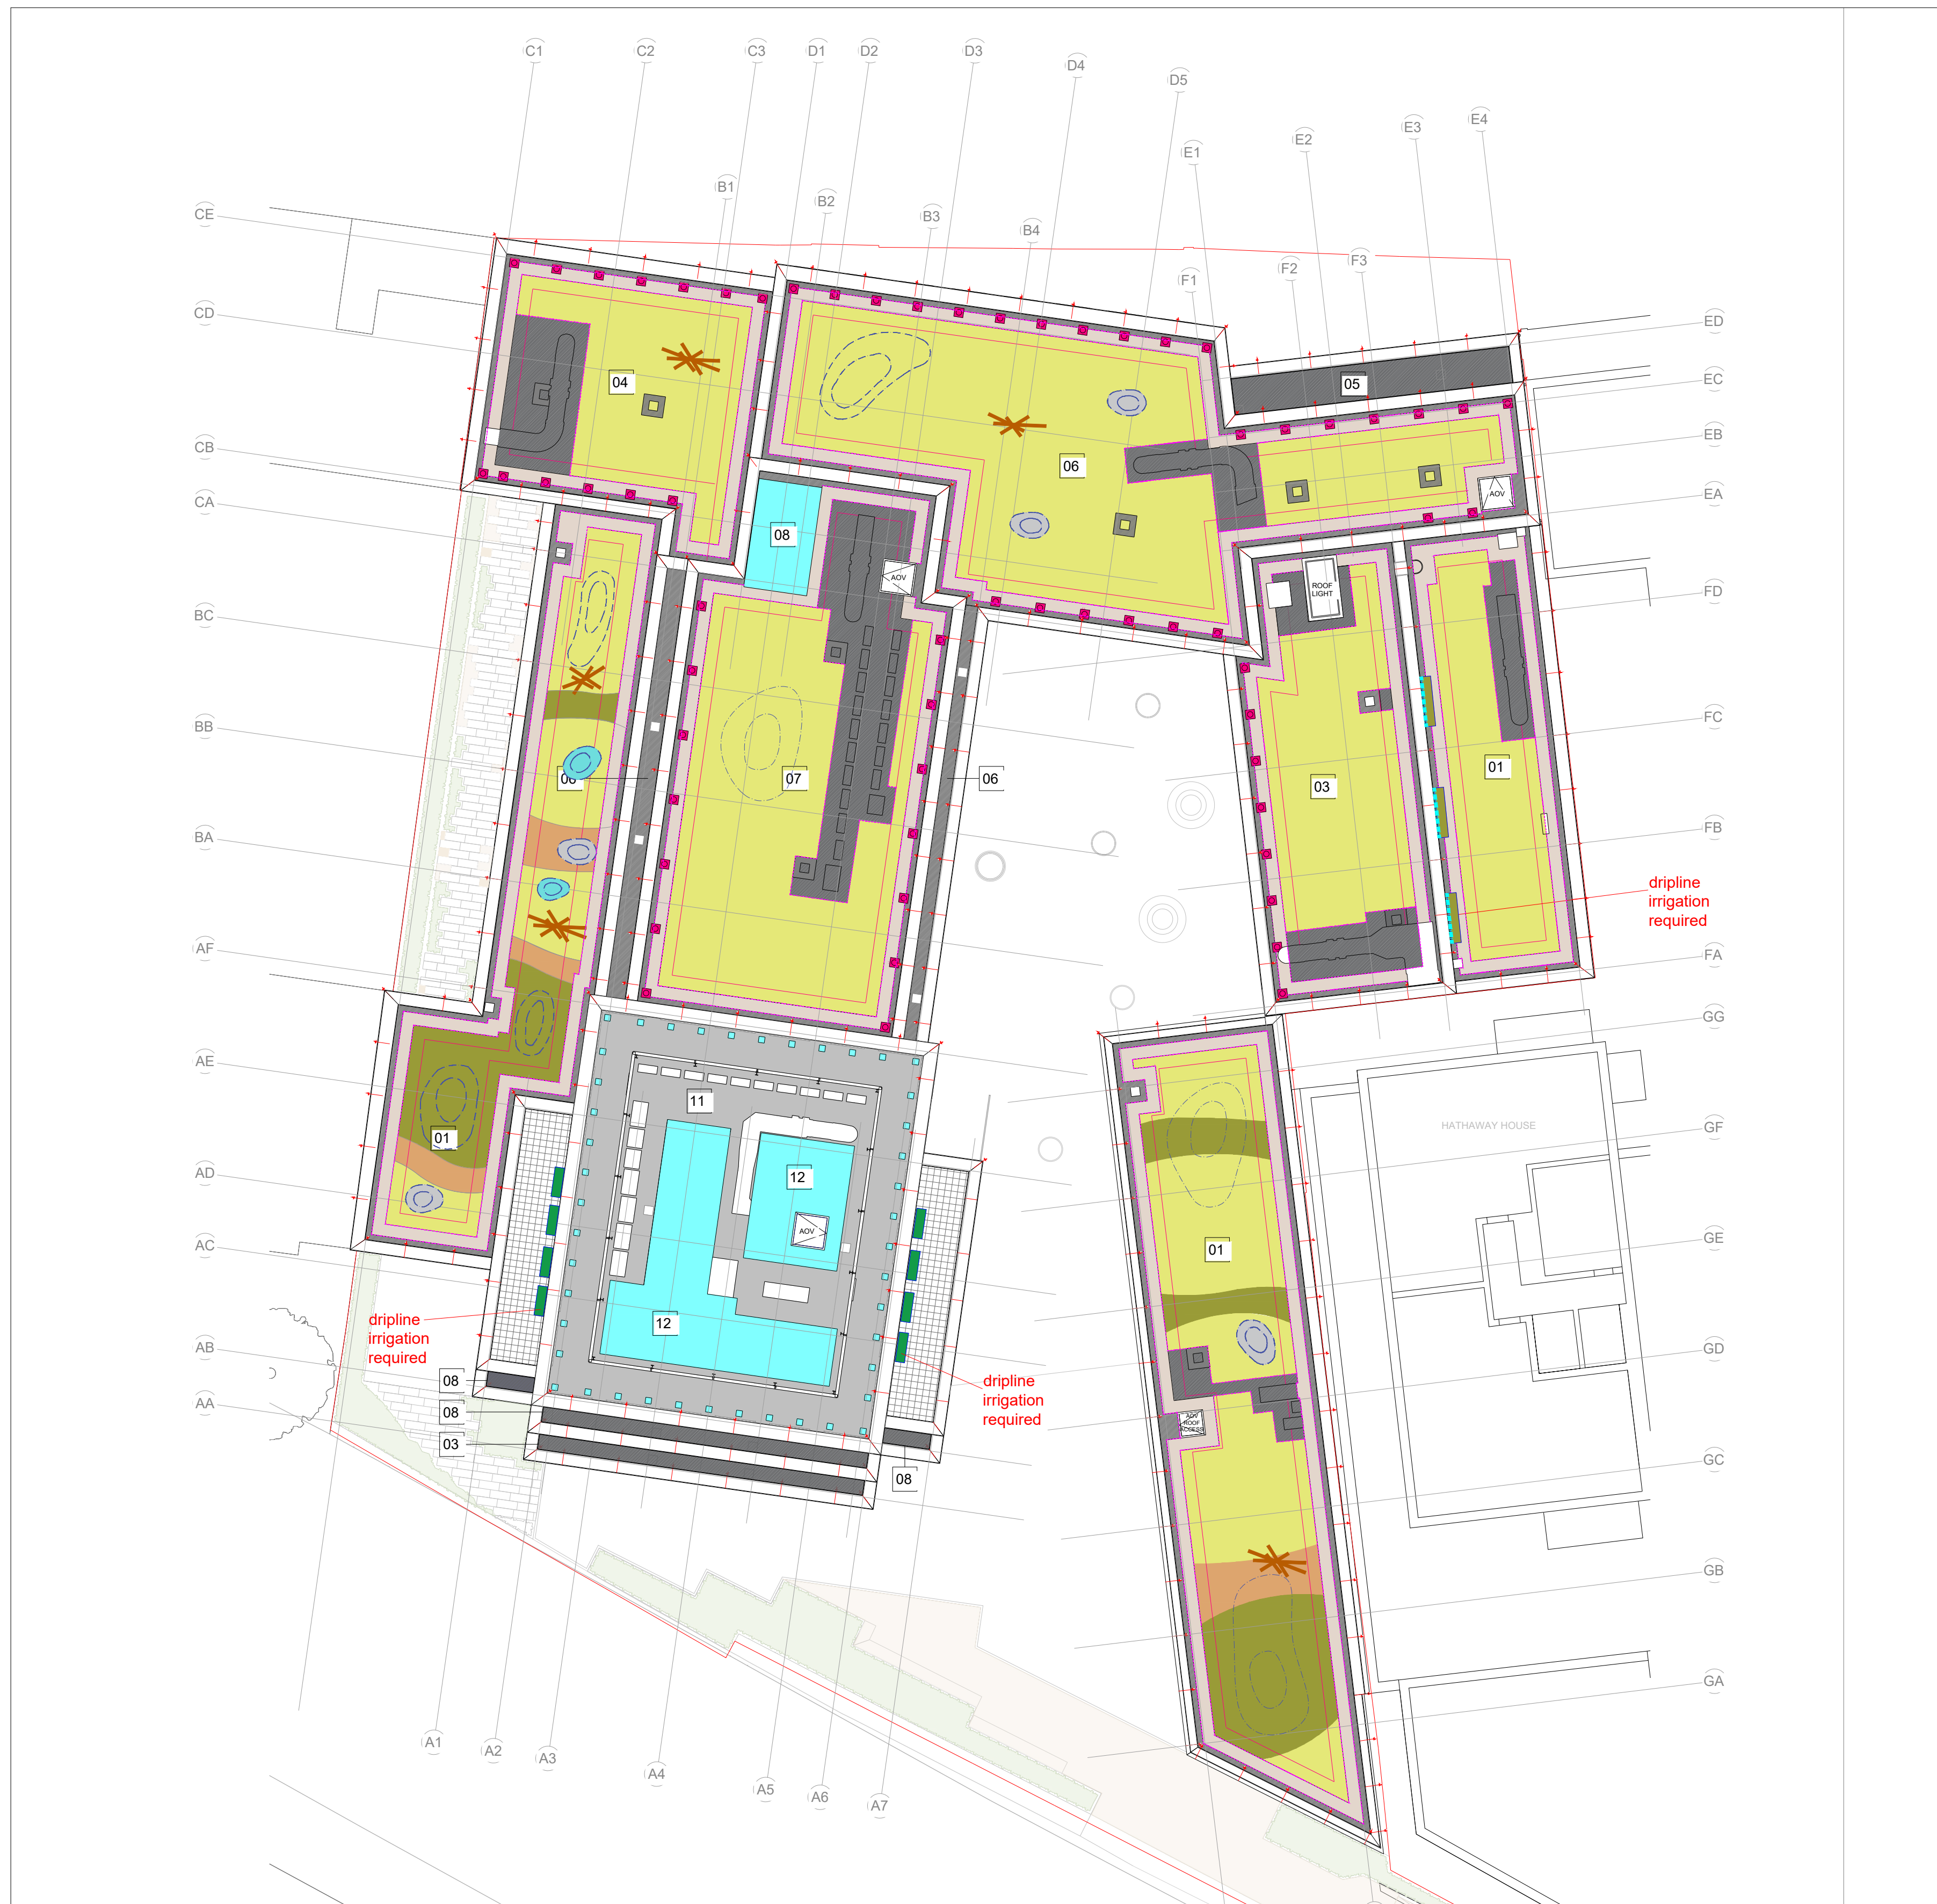 C1
C2
C3
D1
D2
D3
D4
D5
E1
E2
E3
E4
B1
B2
B3
B4
F1
F2
F3
CE
CD
CB
CA
BC
BB
BA
AF
AE
AD
AC
AB
AA
ED
EC
EB
EA
FD
FC
FB
FA
GG
GF
GE
GD
GC
GB
GA
04
05
06
AOV
08
AOV
ROOF
LIGHT
07
06
03
01
dripline
irrigation
required
11
01
12
AOV
12
HATHAWAY HOUSE
01
dripline
irrigation
required
dripline
irrigation
required
AOV
ROOF
ACCESS
08
08
03
08
A1
A2
A3
A4
A5
A6
A7